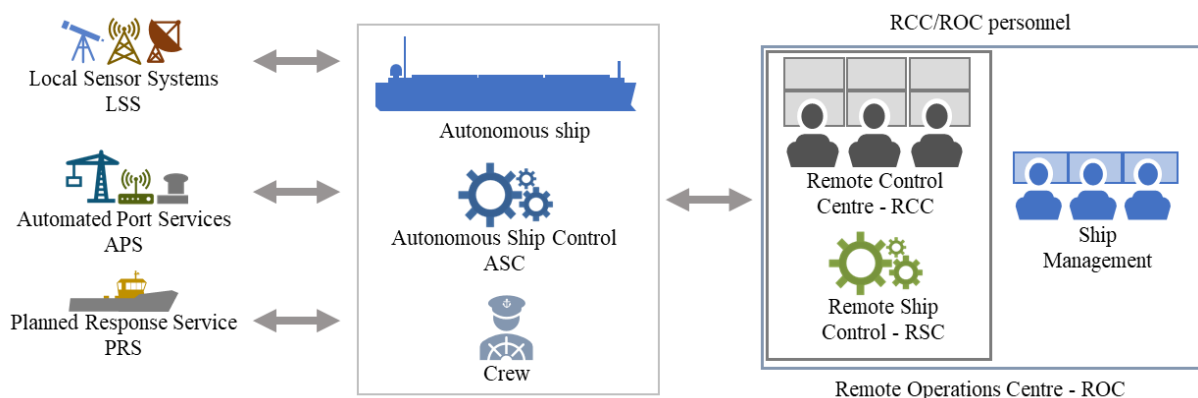 Local Sensor Systems
LSS
Automated Port Services
APS
Planned Response Service
PRS
Autonomous ship
Autonomous Ship Control
ASC
Crew
RCC/ROC personnel
Remote Control
Centre - RCC
Remote Ship
Control - RSC
Ship
Management
Remote Operations Centre - ROC